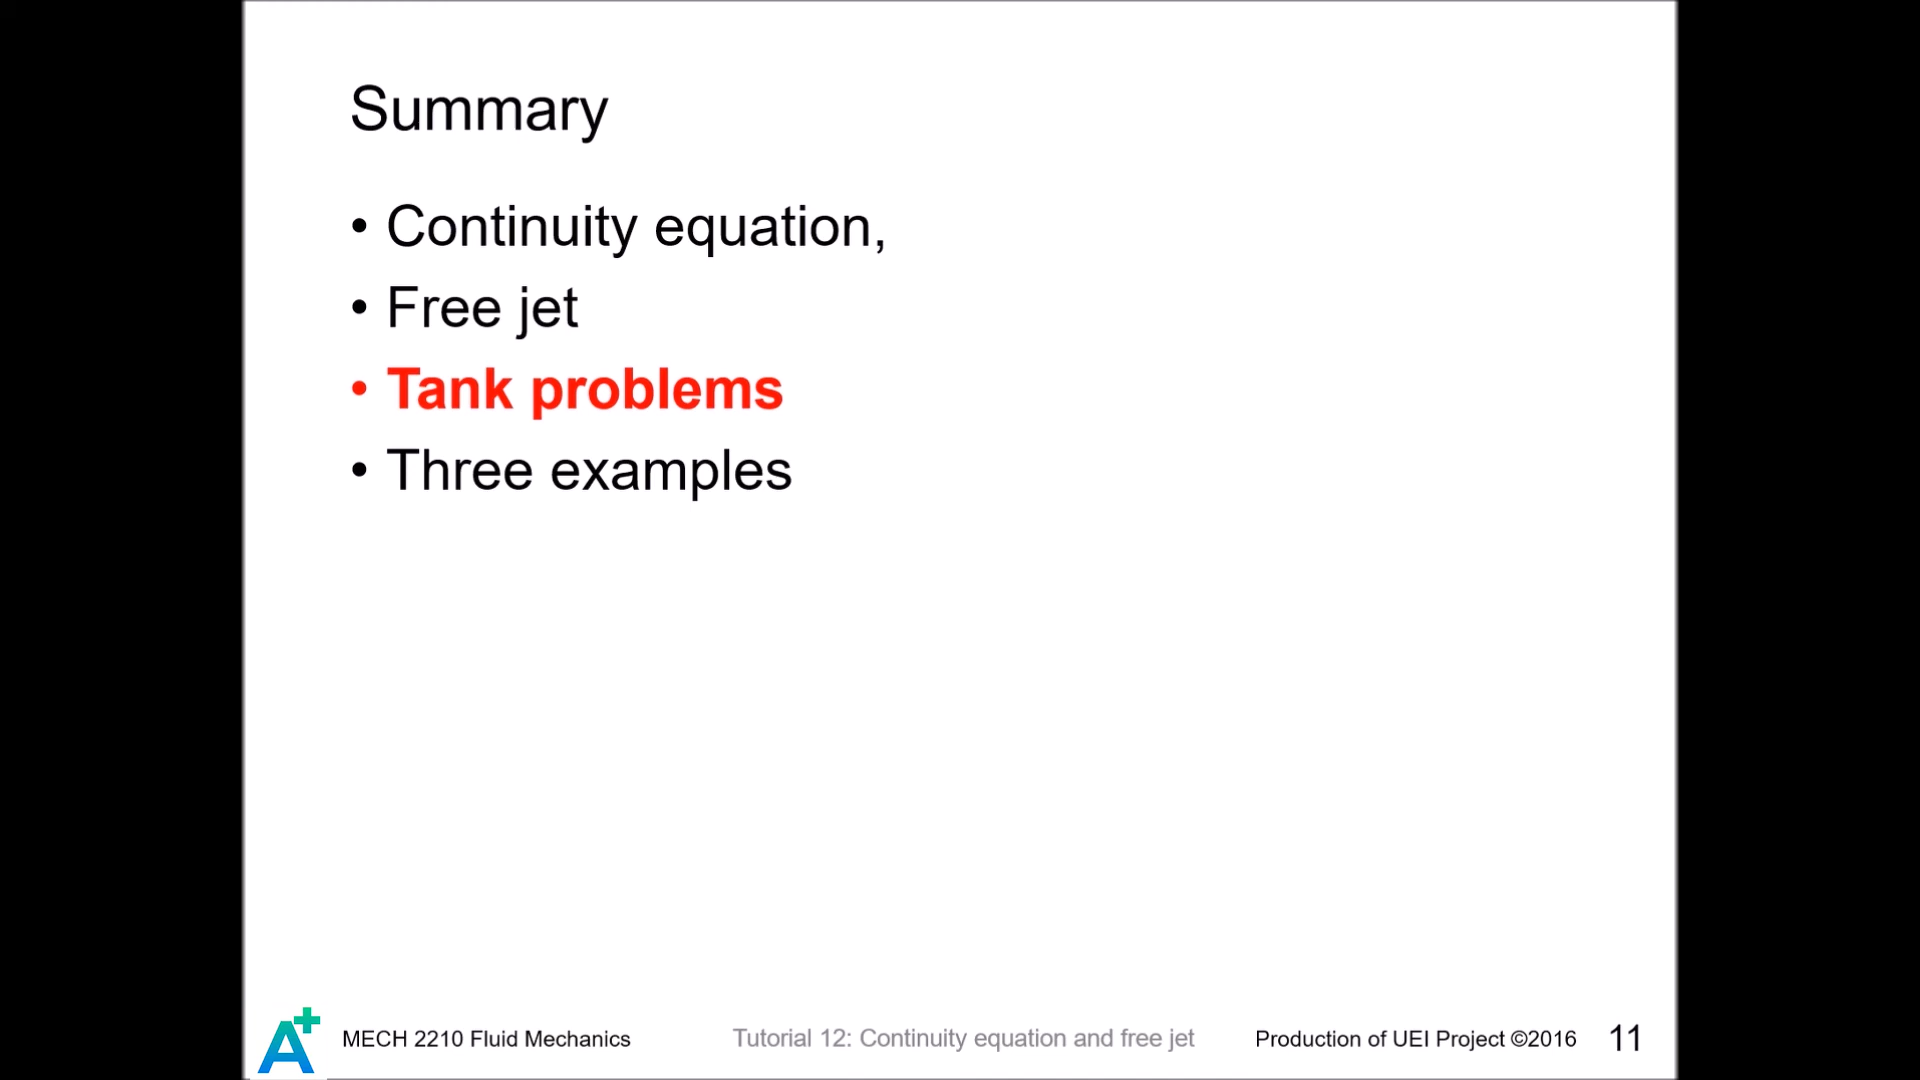 Summary
• Continuity equation,
• Free jet
• Tank problems
• Three examples
A+
MECH 2210 Fluid Mechanics
Tutorial 12: Continuity equation and free jet
Production of UEI Project ©2016
11